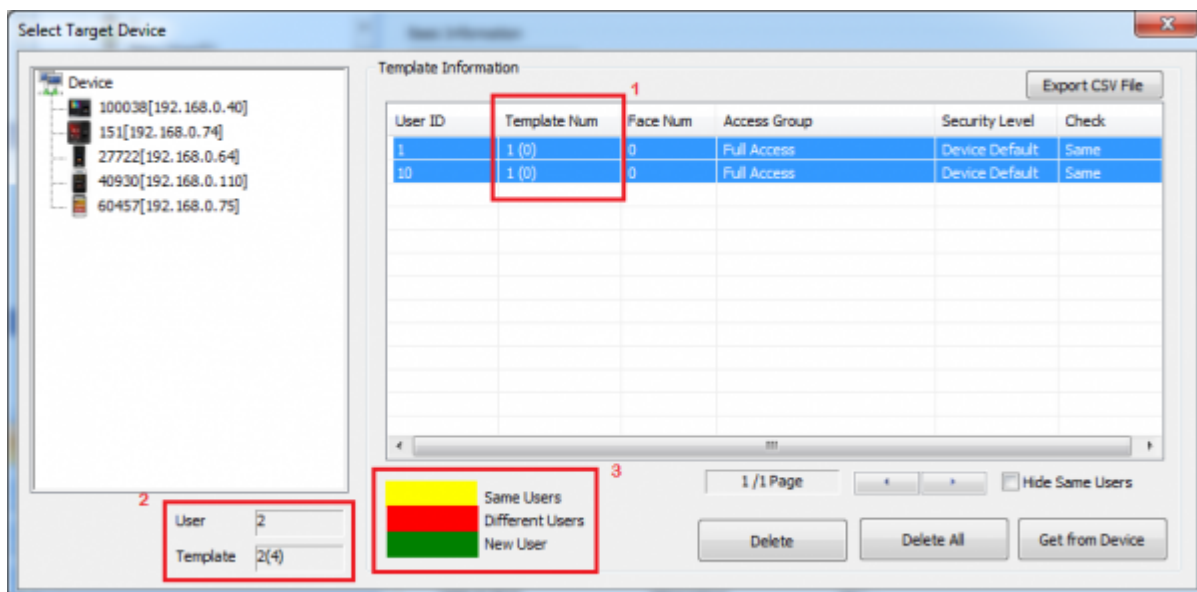 Select Target Device
Device
100038[192.168.0.40]
151[192.168.0.74]
27722[192.168.0.64]
40930[192.168.0.110]
60457[192.168.0.75]
2
User 2
Template 2(4)
Template Information
1
Export CSV File
User ID Template Num Face Num Access Group Security Level Check
1 1 (0) 0 Full Access Device Default Same
10 1 (0) 0 Full Access Device Default Same
3
Same Users
Different Users
New User
1 /1 Page
Hide Same Users
Delete
Delete All
Get from Device